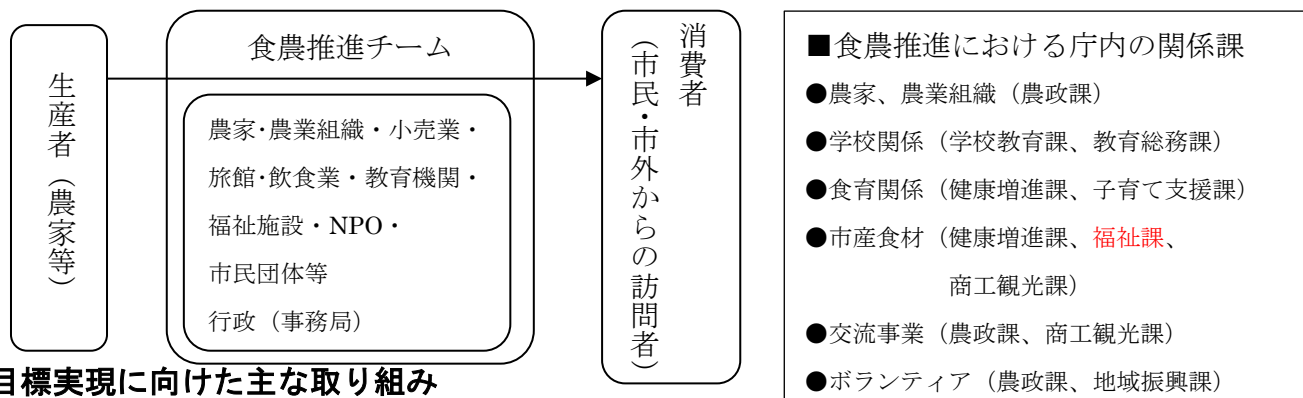 生産者（農家等）
食農推進チーム
農家･農業組織・小売業・
旅館･飲食業・教育機関・
福祉施設・NPO・
市民団体等
行政（事務局）
消費者
（市民・市外からの訪問者）
■食農推進における庁内の関係課
●農家、農業組織（農政課）
●学校関係（学校教育課、教育総務課）
●食育関係（健康増進課、子育て支援課）
●市産食材（健康増進課、福祉課、
商工観光課）
●交流事業（農政課、商工観光課）
●ボランティア（農政課、地域振興課）
目標実現に向けた主な取り組み